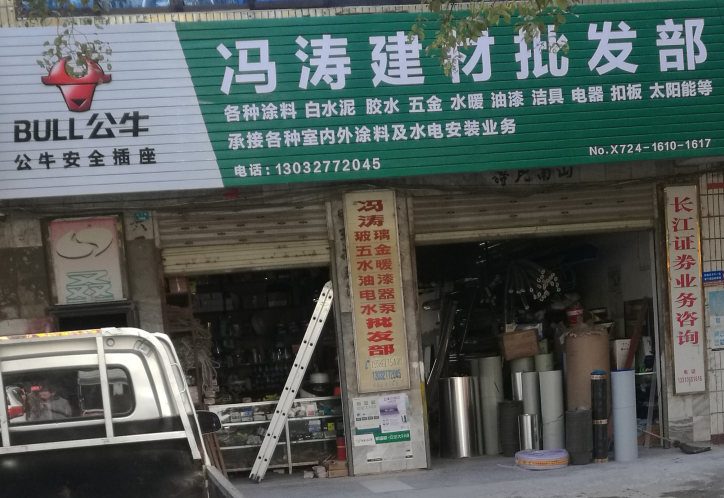 冯涛建材批发部
各种涂料 白水泥 胶水 五金 水暖 油漆 洁具 电器 扣板 太阳能等
承接各种室内外涂料及水电安装业务
电话：13032772045
No.X724-1610-1617
BULL公牛
公牛安全插座
冯涛
玻璃
五金
水暖
油漆
电器
水泵
批发部
长江证券业务咨询